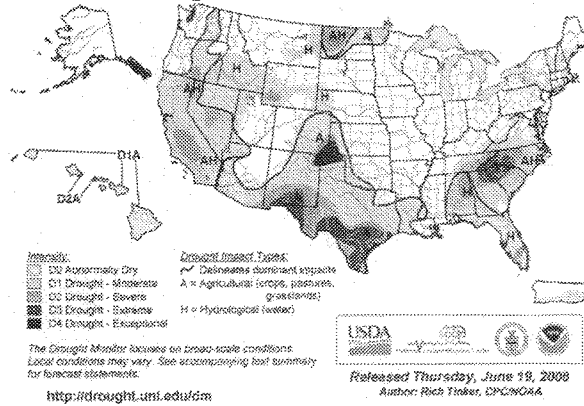 AH
A
H
H
AH
H
A
AH
AH
H
H
D1A
D2A
Intensity:
D0 Abnormally Dry
D1 Drought - Moderate
D2 Drought - Severe
D3 Drought - Extreme
D4 Drought - Exceptional
Drought Impact Types:
Delineates dominant impacts
A = Agricultural (crops, pastures,
grasslands)
H = Hydrological (water)
The Drought Monitor focuses on broad-scale conditions.
Local conditions may vary. See accompanying text summary
for forecast statements.
http://drought.unl.edu/dm
USDA
Released Thursday, June 19, 2008
Author: Rich Tinker, CPC/NOAA